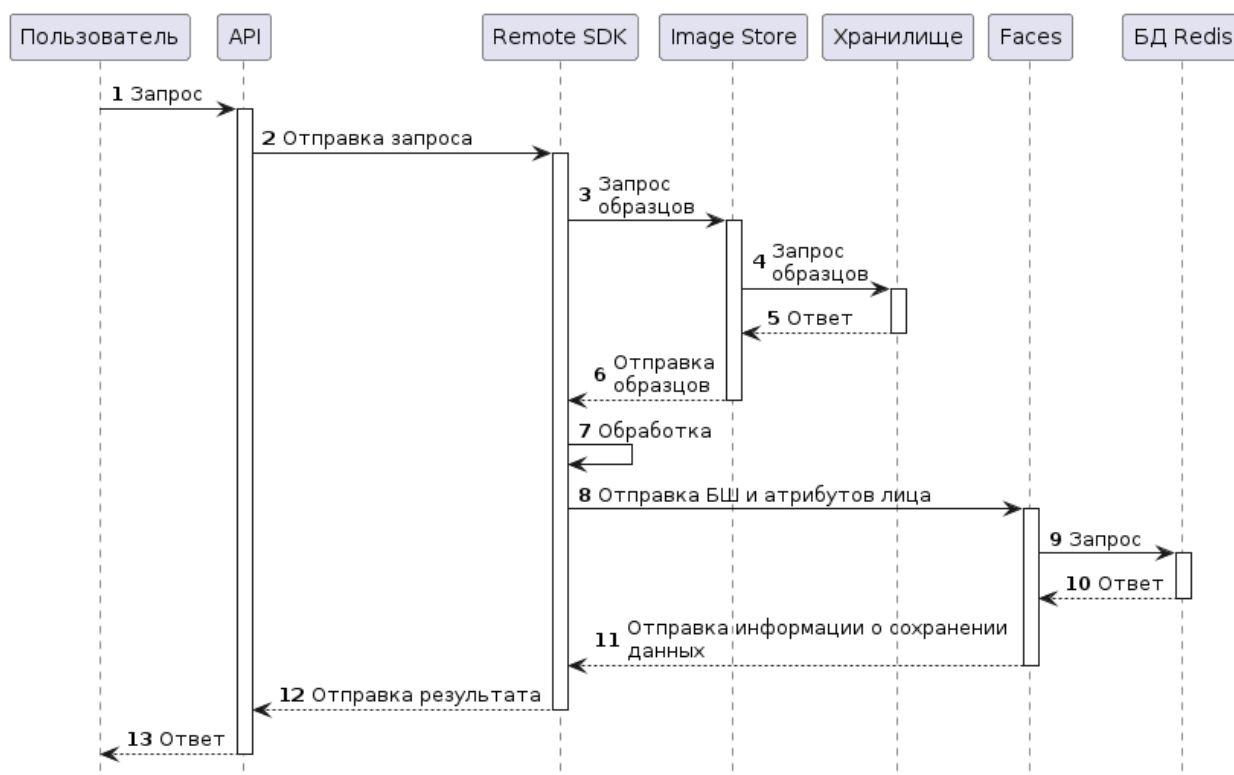 Пользователь
API
Remote SDK
Image Store
Хранилище
Faces
БД Redis
1 Запрос
2 Отправка запроса
3 Запрос
образцов
4 Запрос
образцов
5 Ответ
6 Отправка
образцов
7 Обработка
8 Отправка БШ и атрибутов лица
9 Запрос
10 Ответ
11 Отправка информации о сохранении
данных
12 Отправка результата
13 Ответ